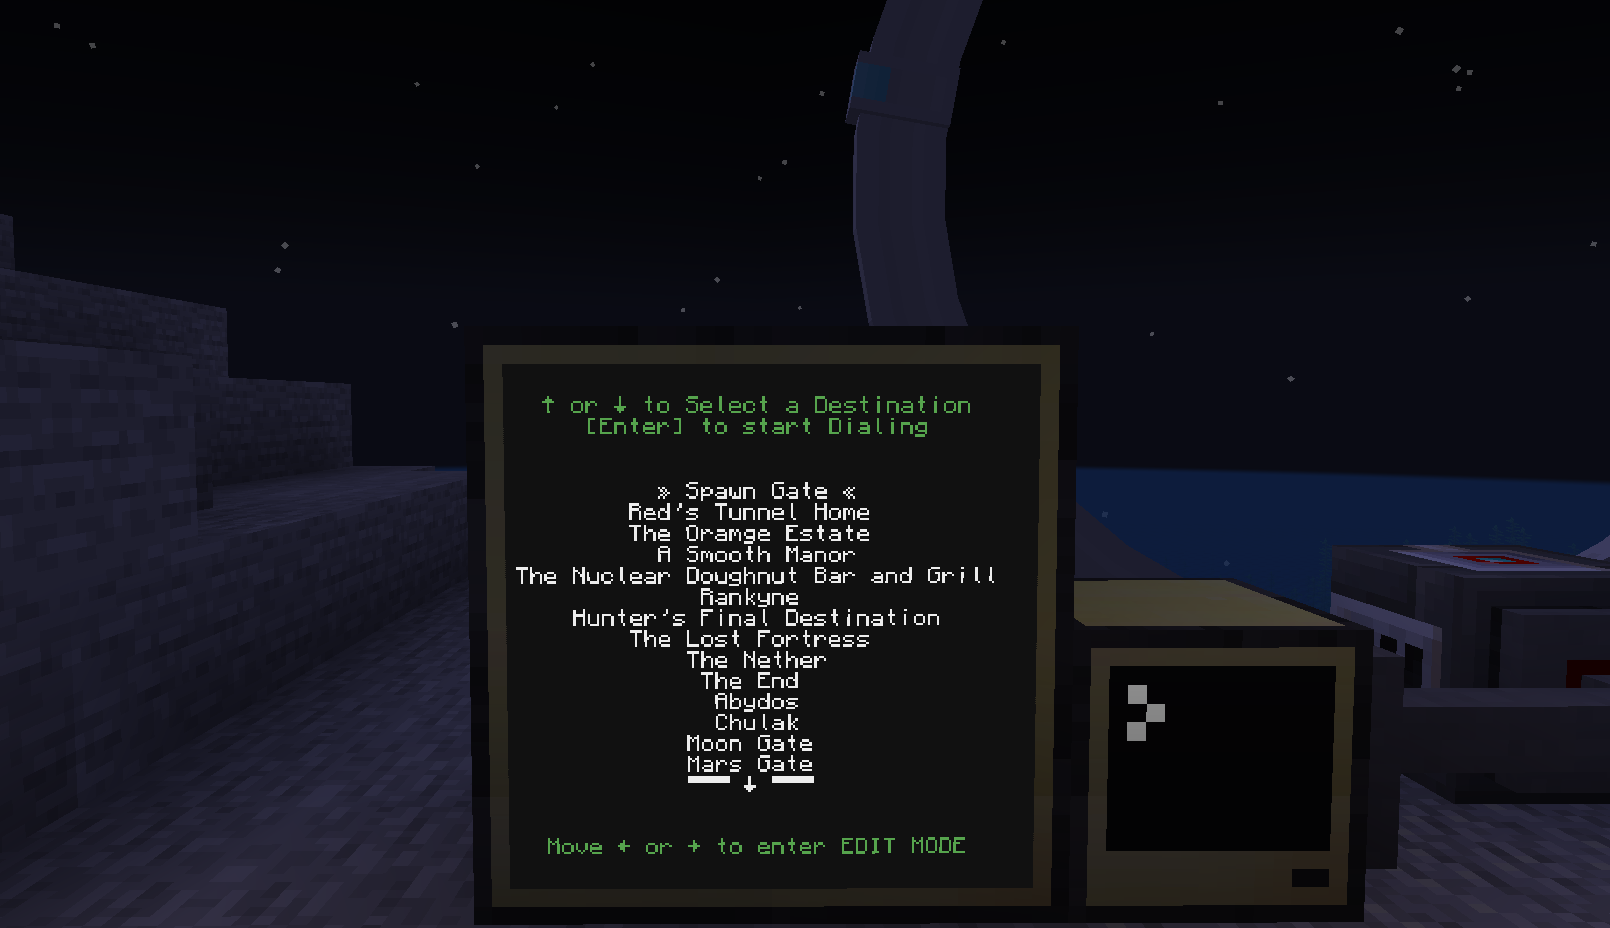 ↑ or ↓ to Select a Destination
[Enter] to start Dialing
» Spawn Gate «
Red's Tunnel Home
The Oramge Estate
A Smooth Manor
The Nuclear Doughnut Bar and Grill
Rankyne
Hunter's Final Destination
The Lost Fortress
The Nether
The End
Abydos
Chulak
Moon Gate
Mars Gate
↓
Move ← or → to enter EDIT MODE
>